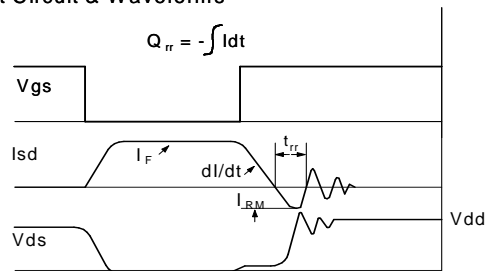 t Circuit & Waveforms
Q rr = - ∫ Idt
Vgs
Isd
I F
dI/dt
t rr
I RM
Vdd
Vds